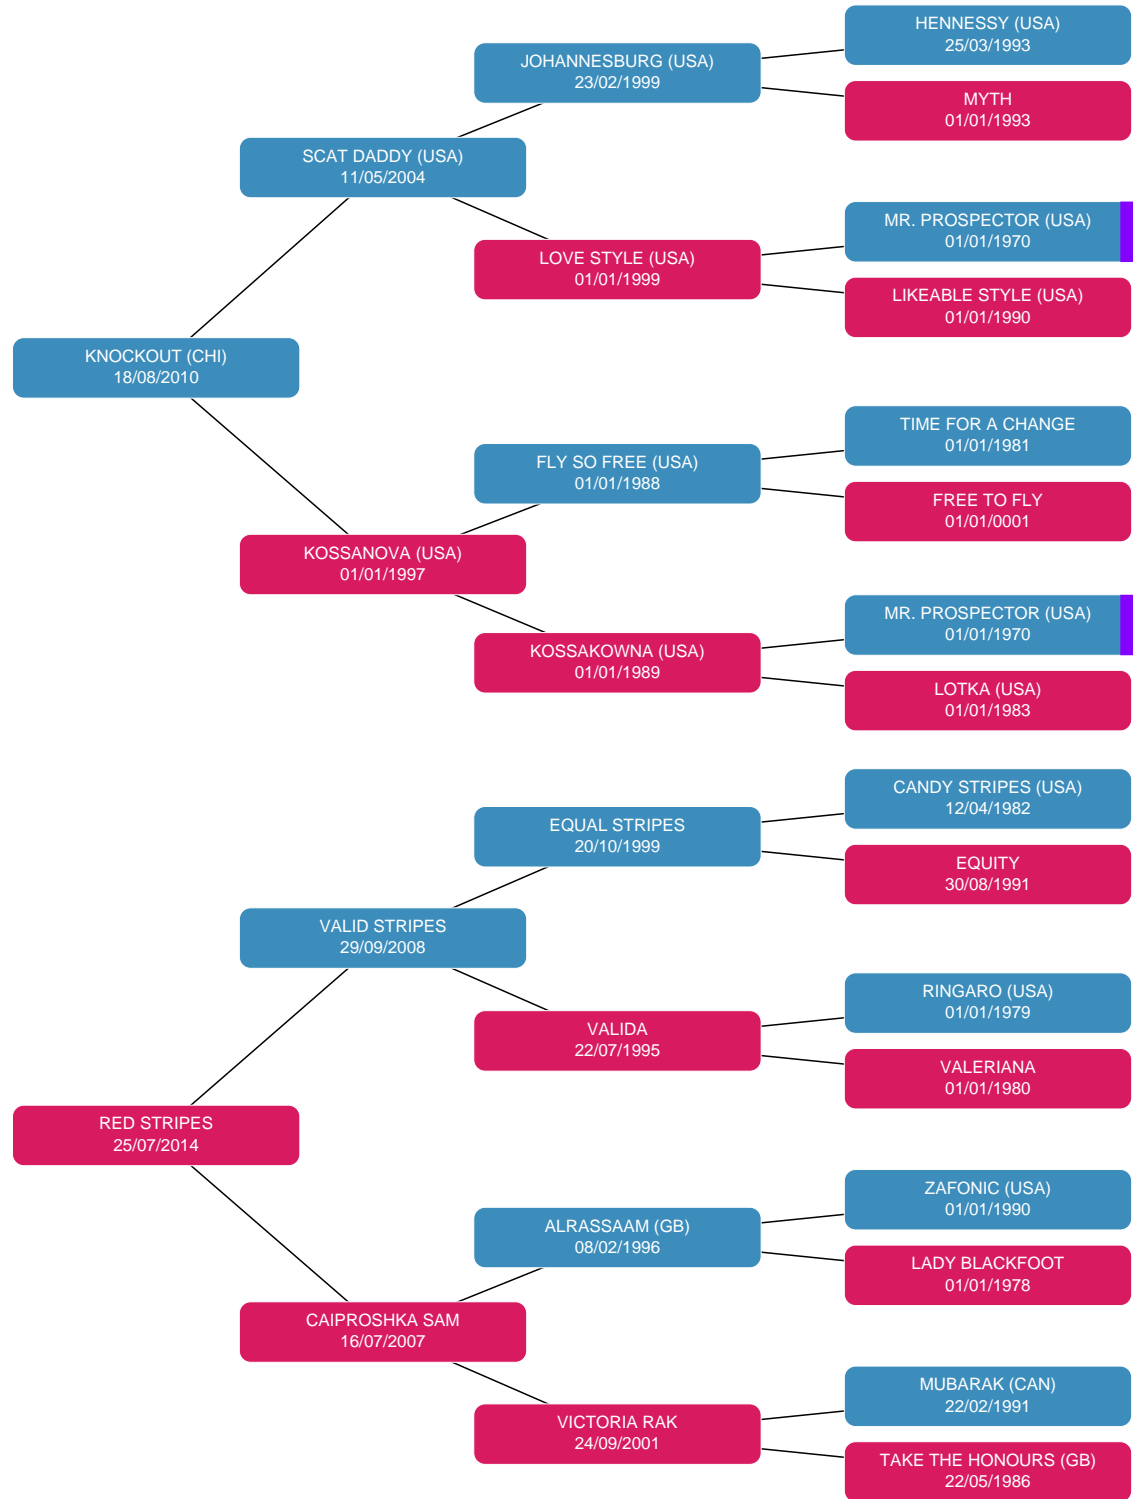 HENNESSY (USA)
25/03/1993
JOHANNESBURG (USA)
23/02/1999
MYTH
01/01/1993
SCAT DADDY (USA)
11/05/2004
MR. PROSPECTOR (USA)
01/01/1970
LOVE STYLE (USA)
01/01/1999
LIKEABLE STYLE (USA)
01/01/1990
KNOCKOUT (CHI)
18/08/2010
TIME FOR A CHANGE
01/01/1981
FLY SO FREE (USA)
01/01/1988
FREE TO FLY
01/01/0001
KOSSANOVA (USA)
01/01/1997
MR. PROSPECTOR (USA)
01/01/1970
KOSSAKOWNA (USA)
01/01/1989
LOTKA (USA)
01/01/1983
CANDY STRIPES (USA)
12/04/1982
EQUAL STRIPES
20/10/1999
EQUITY
30/08/1991
VALID STRIPES
29/09/2008
RINGARO (USA)
01/01/1979
VALIDA
22/07/1995
VALERIANA
01/01/1980
RED STRIPES
25/07/2014
ZAFONIC (USA)
01/01/1990
ALRASSAAM (GB)
08/02/1996
LADY BLACKFOOT
01/01/1978
CAIPROSHKA SAM
16/07/2007
MUBARAK (CAN)
22/02/1991
VICTORIA RAK
24/09/2001
TAKE THE HONOURS (GB)
22/05/1986